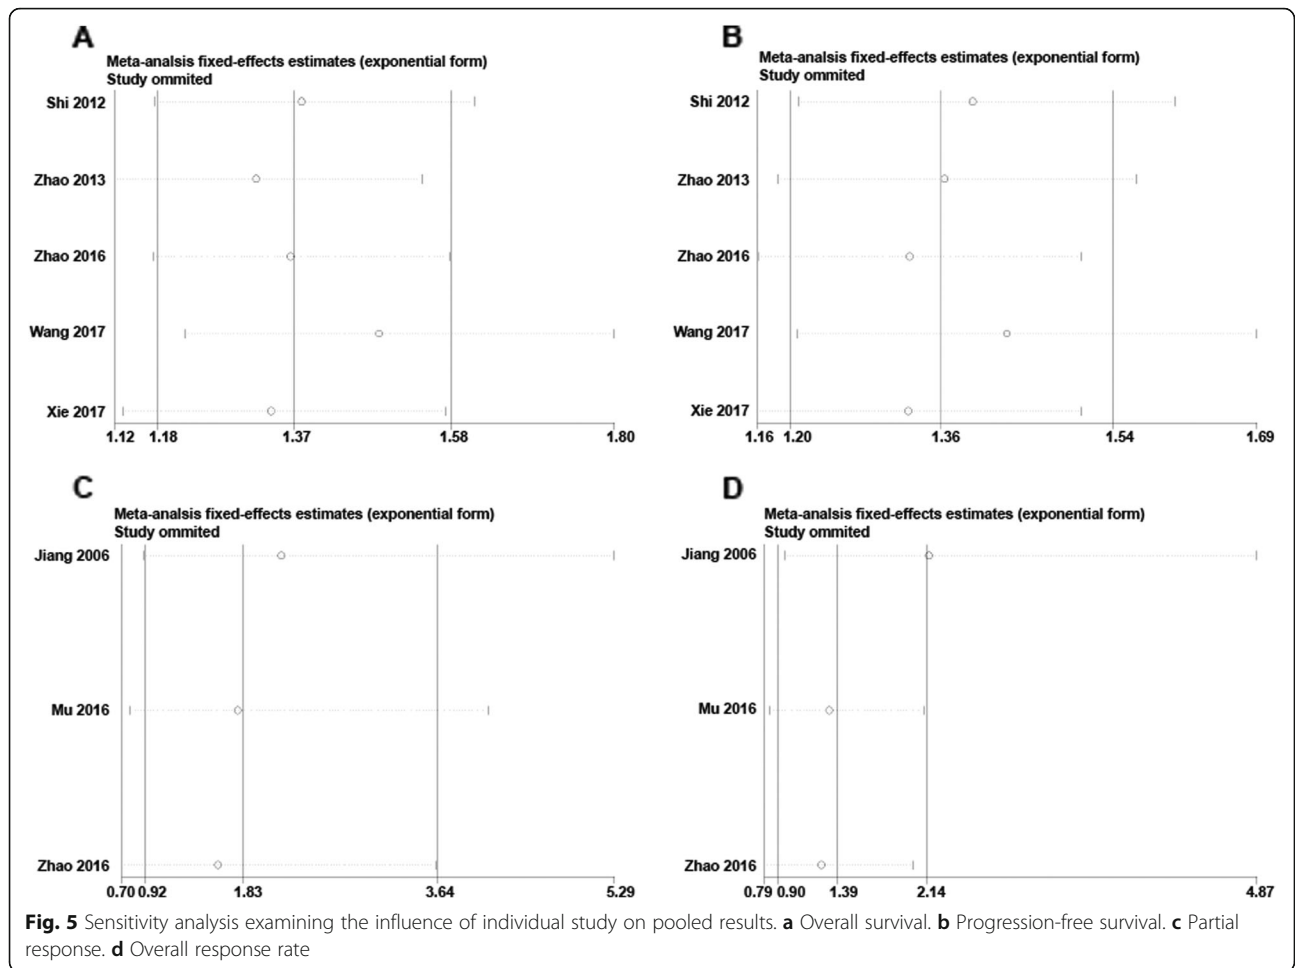 A
Meta-analsis fixed-effects estimates (exponential form)
Study ommited
Shi 2012
Zhao 2013
Zhao 2016
Wang 2017
Xie 2017
1.12 1.18 1.37 1.58 1.80
B
Meta-analsis fixed-effects estimates (exponential form)
Study ommited
Shi 2012
Zhao 2013
Zhao 2016
Wang 2017
Xie 2017
1.16 1.20 1.36 1.54 1.69
C
Meta-analsis fixed-effects estimates (exponential form)
Study ommited
Jiang 2006
Mu 2016
Zhao 2016
0.70 0.92 1.83 3.64 5.29
D
Meta-analsis fixed-effects estimates (exponential form)
Study ommited
Jiang 2006
Mu 2016
Zhao 2016
0.79 0.90 1.39 2.14 4.87
Fig. 5 Sensitivity analysis examining the influence of individual study on pooled results. a Overall survival. b Progression-free survival. c Partial
response. d Overall response rate